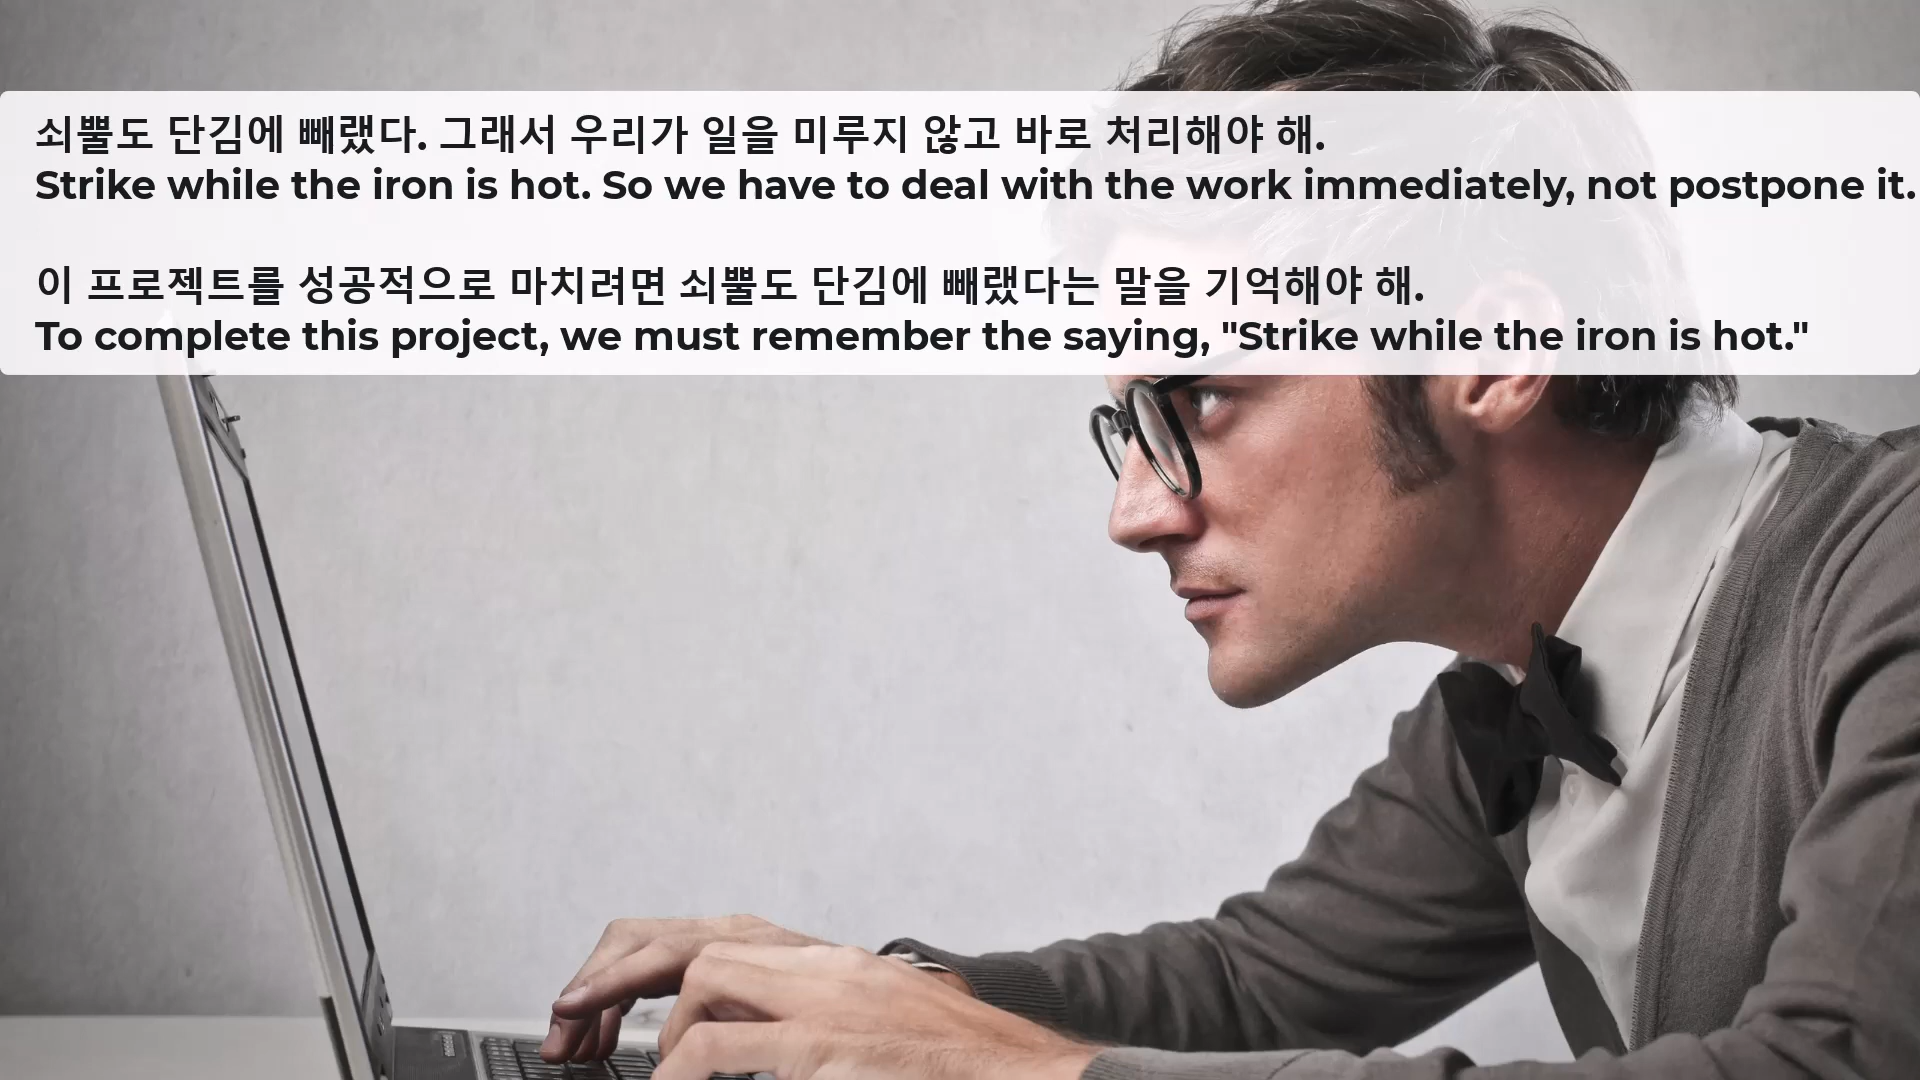 쇠뿔도 단김에 빼랬다. 그래서 우리가 일을 미루지 않고 바로 처리해야 해.
Strike while the iron is hot. So we have to deal with the work immediately, not postpone it.
이 프로젝트를 성공적으로 마치려면 쇠뿔도 단김에 빼랬다는 말을 기억해야 해.
To complete this project, we must remember the saying, "Strike while the iron is hot."